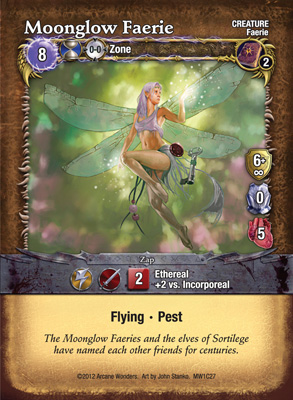 Moonglow Faerie
CREATURE
Faerie
8
0-0 Zone
2
6+
∞
0
5
Zap
2
Ethereal
+2 vs. Incorporeal
Flying · Pest
The Moonglow Faeries and the elves of Sortilege
have named each other friends for centuries.
©2012 Arcane Wonders. Art by John Stanko. MW1C27